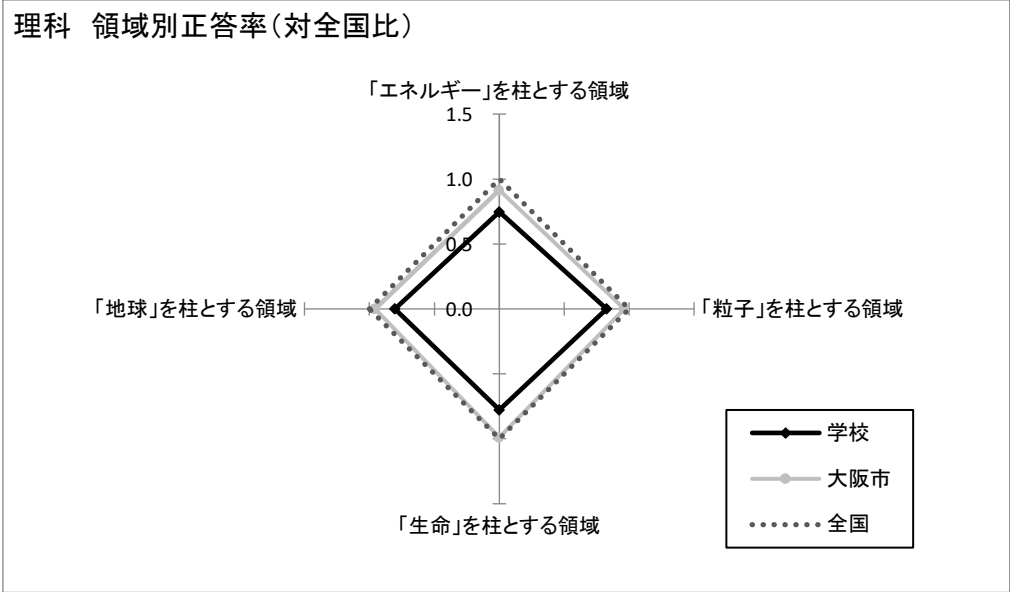 理科　領域別正答率（対全国比）
「エネルギー」を柱とする領域
1.5
1.0
0.5
「地球」を柱とする領域
0.0
「粒子」を柱とする領域
「生命」を柱とする領域
学校
大阪市
全国